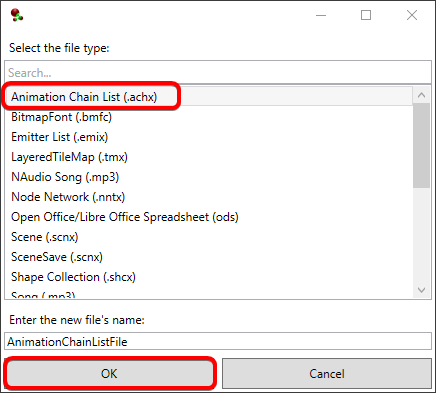 Select the file type:
Search...
Animation Chain List (.achx)
BitmapFont (.bmfc)
Emitter List (.emix)
LayeredTileMap (.tmx)
NAudio Song (.mp3)
Node Network (.nntx)
Open Office/Libre Office Spreadsheet (ods)
Scene (.scnx)
SceneSave (.scnx)
Shape Collection (.shcx)
Song (.mp3)
Enter the new file's name:
AnimationChainListFile
OK Cancel